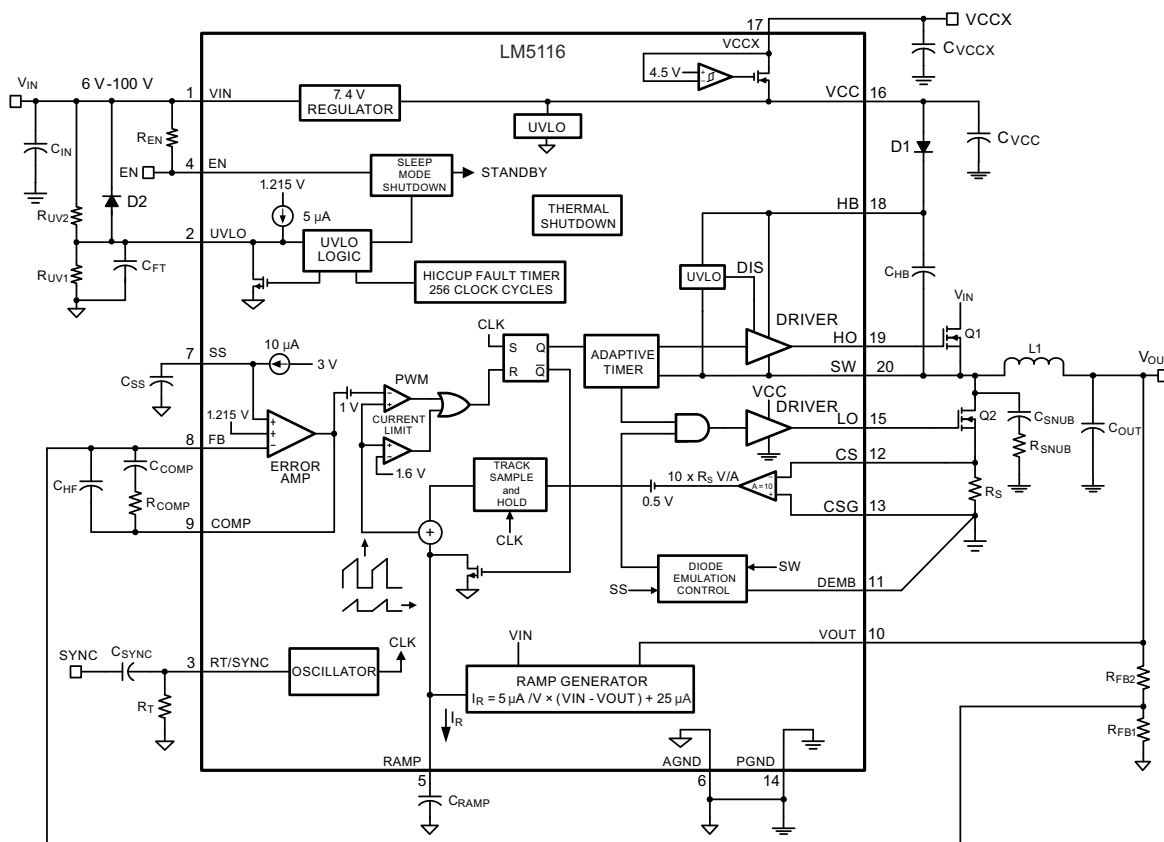 17
VCCX
VCCX
LM5116
CVCCX
4.5 V
VIN
6 V-100 V
1
VIN
7. 4 V
REGULATOR
VCC
16
UVLO
CVCC
D1
REN
CIN
EN
4
EN
SLEEP
MODE
SHUTDOWN
STANDBY
1.215 V
5 µA
D2
THERMAL
SHUTDOWN
HB
18
RUV2
2
UVLO
UVLO
LOGIC
CFT
RUV1
HICCUP FAULT TIMER
256 CLOCK CYCLES
UVLO
DIS
CHB
VIN
Q1
CLK
S
Q
R
Q
ADAPTIVE
TIMER
DRIVER
HO
19
L1
VOU
SW
20
7
SS
10 µA
3 V
CSS
PWM
1 V
CURRENT
LIMIT
1.6 V
VCC
DRIVER
LO
15
Q2
CSNUB
RSNUB
COUT
1.215 V
8
FB
ERROR
AMP
CCOMP
CHF
RCOMP
9
COMP
TRACK
SAMPLE
and
HOLD
CLK
0.5 V
10 x RS V/A
A = 10
CS
12
RS
CSG
13
+
DIODE
EMULATION
CONTROL
SW
SS
DEMB
11
VOUT
10
SYNC
CSYNC
3
RT/SYNC
OSCILLATOR
CLK
RT
VIN
RAMP GENERATOR
IR = 5 µA /V × (VIN - VOUT) + 25 µA
IR
RFB2
RFB1
RAMP
5
CRAMP
AGND
6
PGND
14